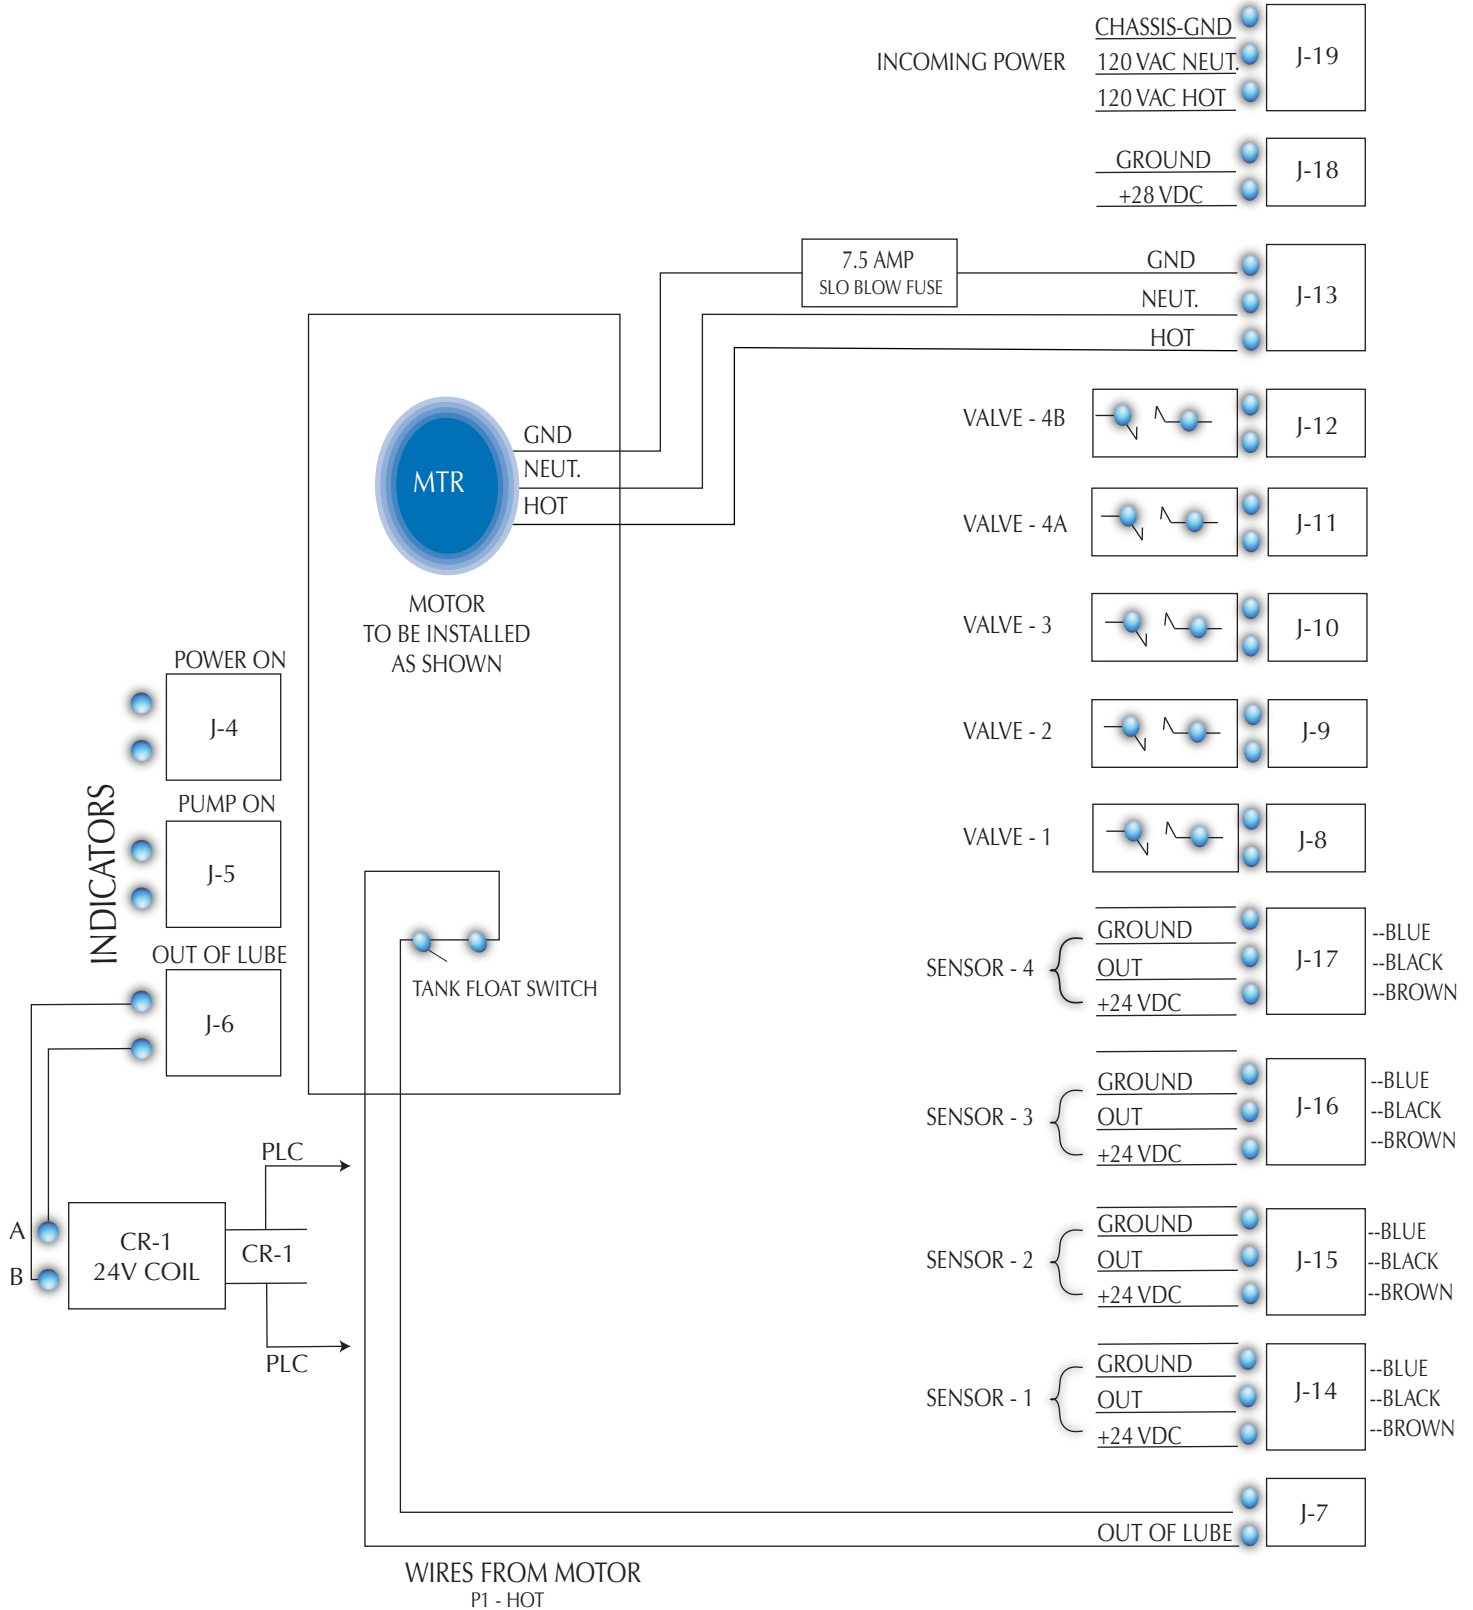 CHASSIS-GND
INCOMING POWER
120 VAC NEUT.
120 VAC HOT
J-19
GROUND
+28 VDC
J-18
7.5 AMP
SLO BLOW FUSE
GND
NEUT.
HOT
J-13
MTR
GND
NEUT.
HOT
MOTOR
TO BE INSTALLED
AS SHOWN
VALVE - 4B
J-12
VALVE - 4A
J-11
VALVE - 3
J-10
VALVE - 2
J-9
VALVE - 1
J-8
INDICATORS
POWER ON
J-4
PUMP ON
J-5
OUT OF LUBE
J-6
TANK FLOAT SWITCH
SENSOR - 4
GROUND
OUT
+24 VDC
J-17
--BLUE
--BLACK
--BROWN
SENSOR - 3
GROUND
OUT
+24 VDC
J-16
--BLUE
--BLACK
--BROWN
PLC
A
B
CR-1
24V COIL
CR-1
PLC
SENSOR - 2
GROUND
OUT
+24 VDC
J-15
--BLUE
--BLACK
--BROWN
SENSOR - 1
GROUND
OUT
+24 VDC
J-14
--BLUE
--BLACK
--BROWN
OUT OF LUBE
J-7
WIRES FROM MOTOR
P1 - HOT